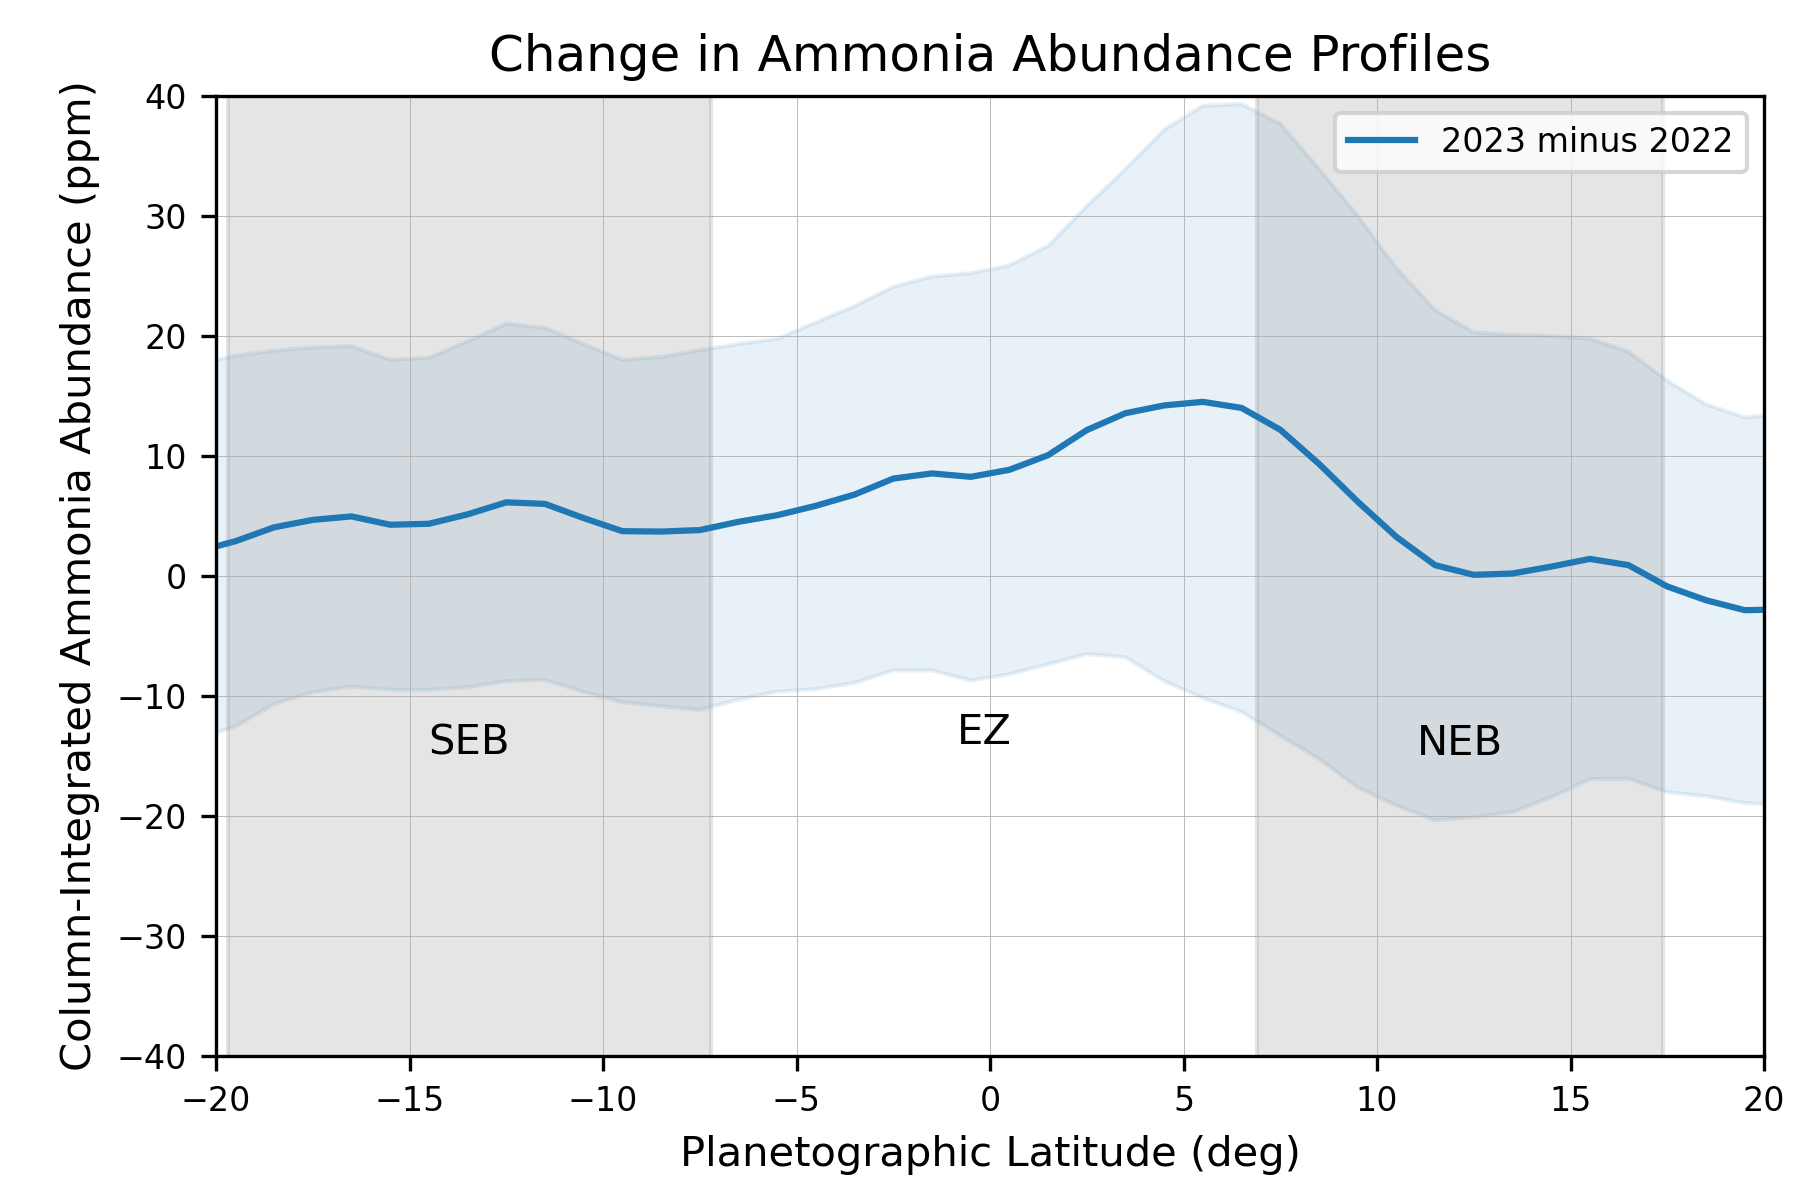 Change in Ammonia Abundance Profiles
Column-Integrated Ammonia Abundance (ppm)
40
30
20
10
0
−10
−20
−30
−40
2023 minus 2022
SEB
EZ
NEB
−20 −15 −10 −5 0 5 10 15 20
Planetographic Latitude (deg)